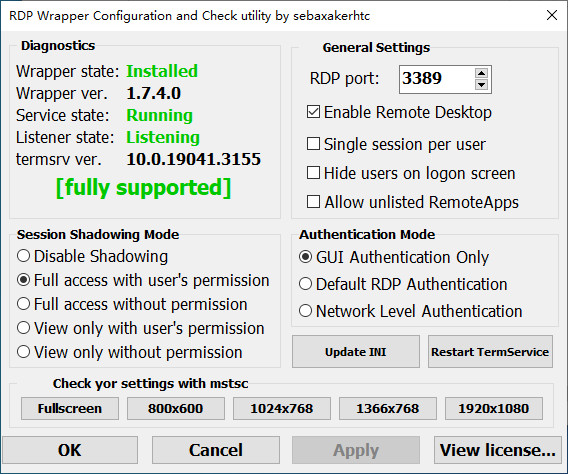 RDP Wrapper Configuration and Check utility by sebaxakerhtc
Diagnostics
Wrapper state: Installed
Wrapper ver. 1.7.4.0
Service state: Running
Listener state: Listening
termsrv ver. 10.0.19041.3155
[fully supported]
General Settings
RDP port: 3389
Enable Remote Desktop
Single session per user
Hide users on logon screen
Allow unlisted RemoteApps
Session Shadowing Mode
Disable Shadowing
Full access with user's permission
Full access without permission
View only with user's permission
View only without permission
Authentication Mode
GUI Authentication Only
Default RDP Authentication
Network Level Authentication
Update INI Restart TermService
Check yor settings with mstsc
Fullscreen 800x600 1024x768 1366x768 1920x1080
OK Cancel Apply View license...